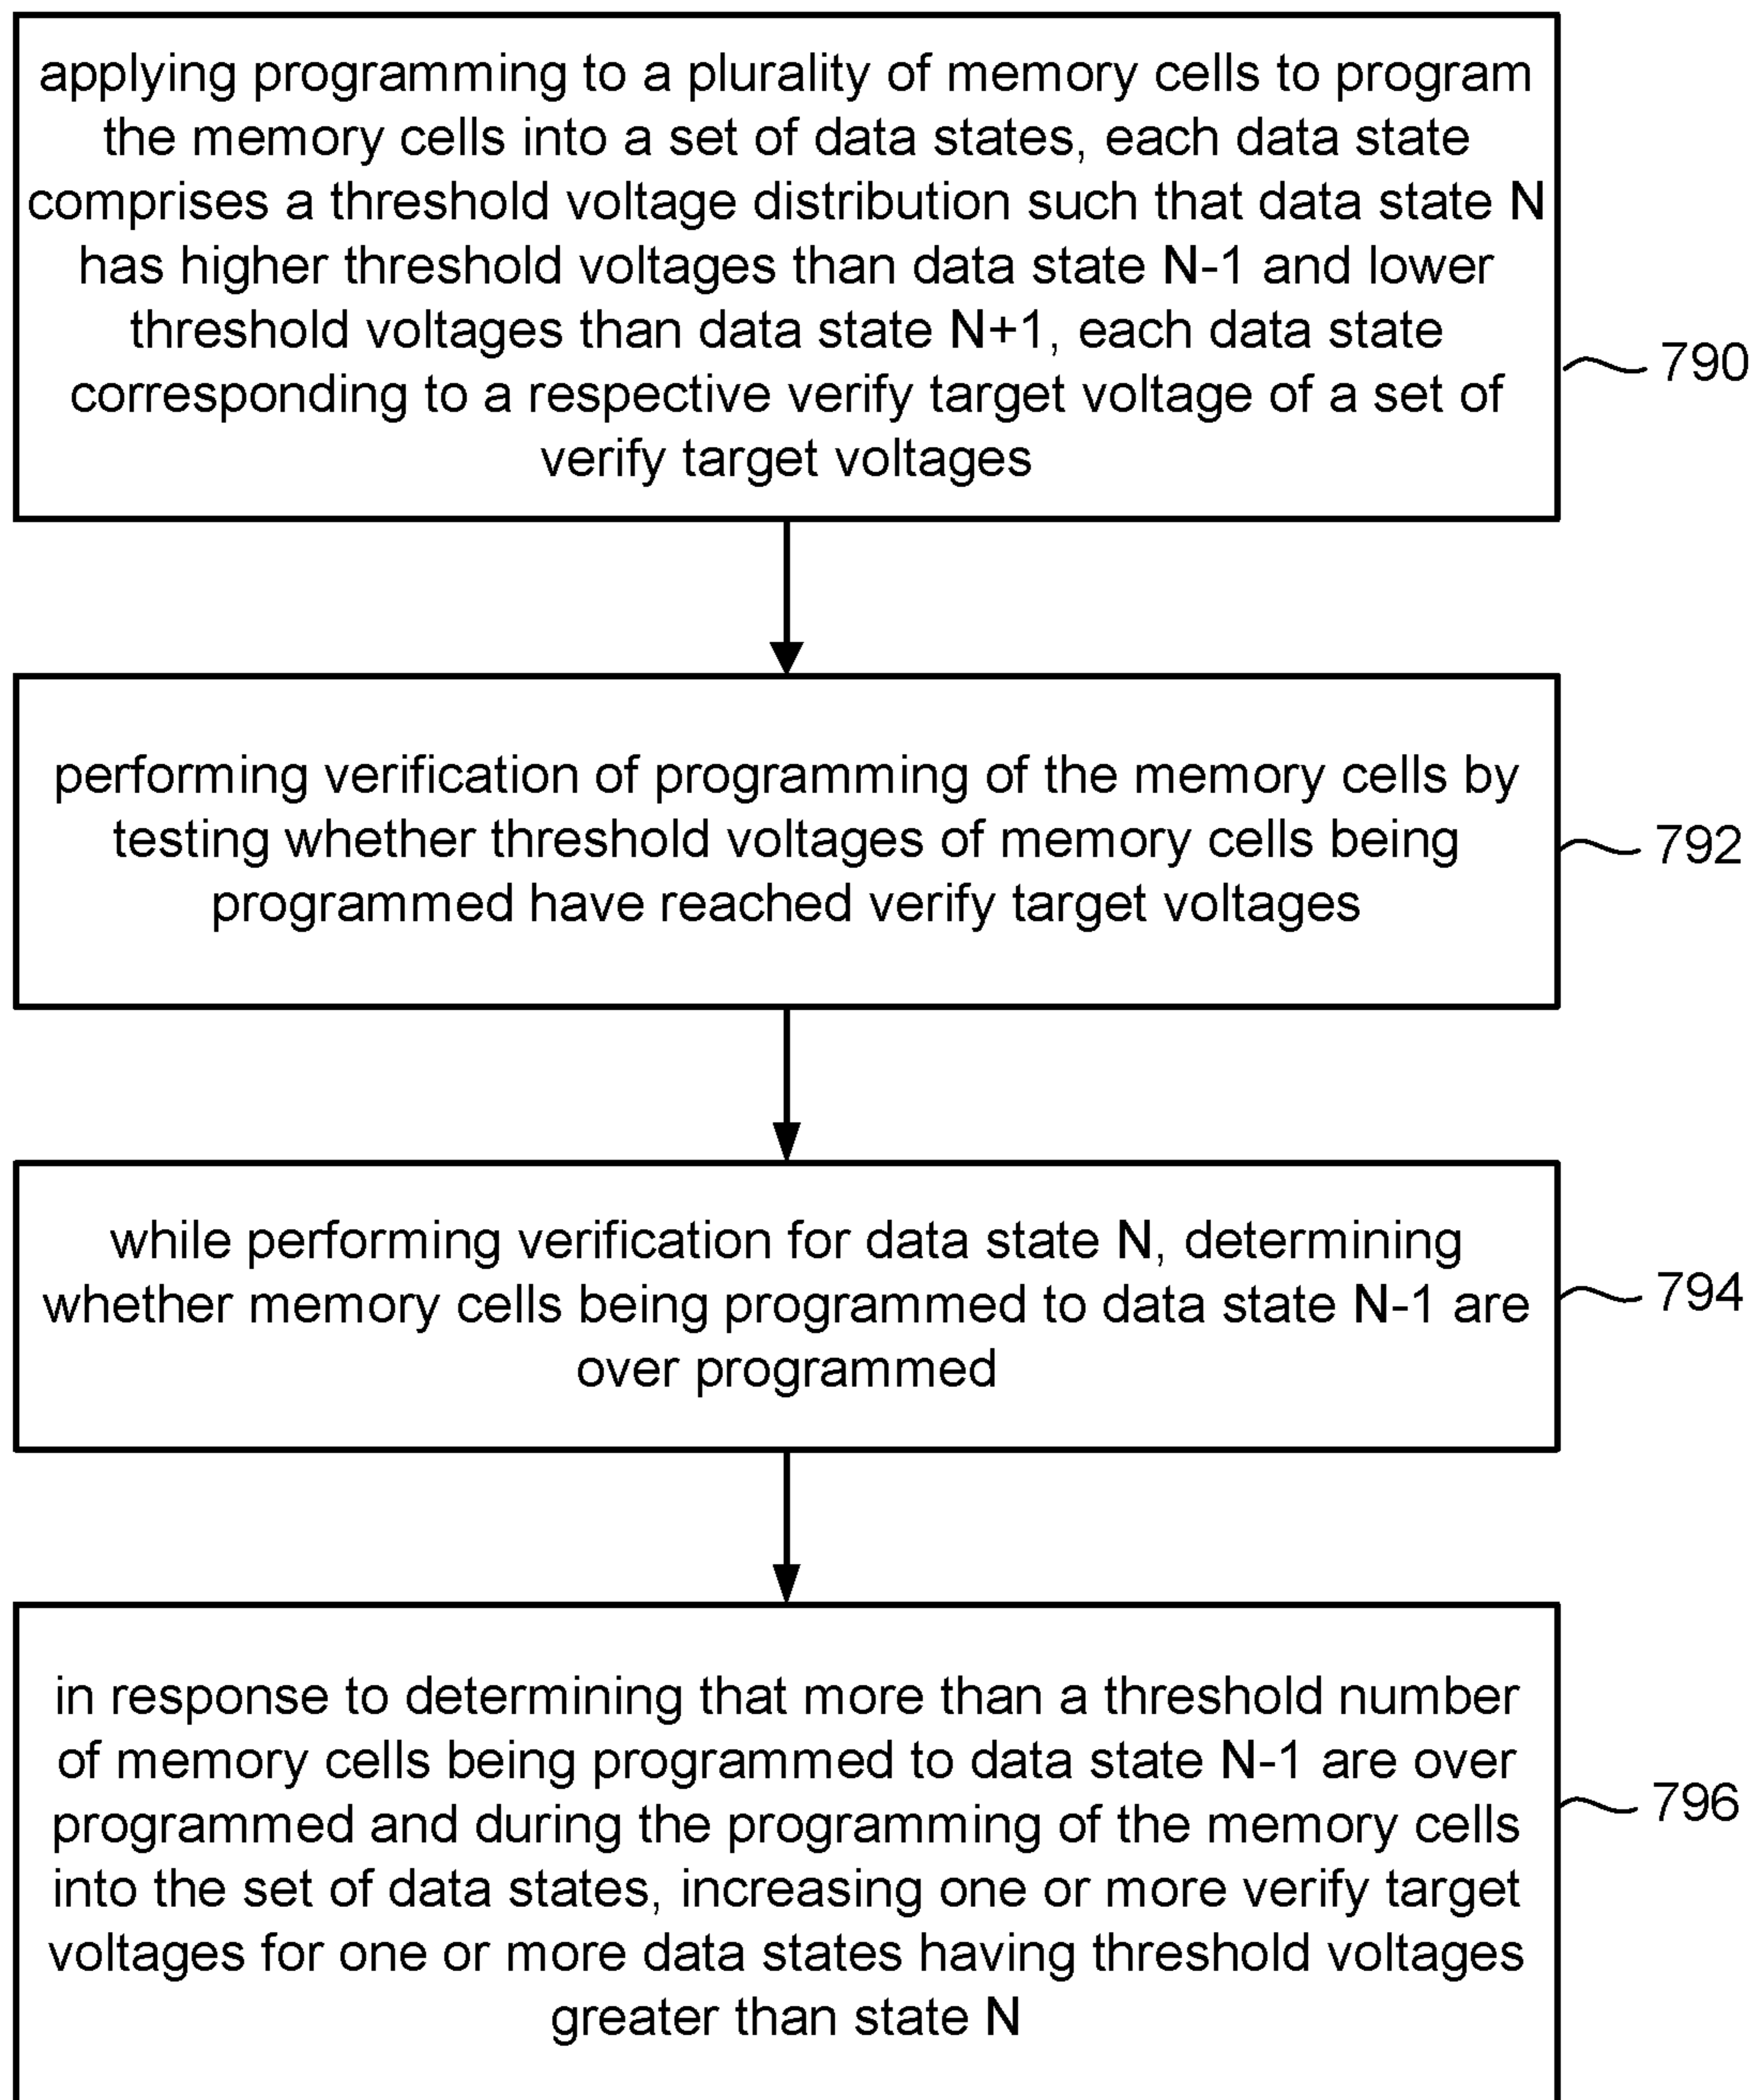 applying programming to a plurality of memory cells to program
the memory cells into a set of data states, each data state
comprises a threshold voltage distribution such that data state N
has higher threshold voltages than data state N-1 and lower
threshold voltages than data state N+1, each data state
corresponding to a respective verify target voltage of a set of
verify target voltages
790
performing verification of programming of the memory cells by
testing whether threshold voltages of memory cells being
programmed have reached verify target voltages
792
while performing verification for data state N, determining
whether memory cells being programmed to data state N-1 are
over programmed
794
in response to determining that more than a threshold number
of memory cells being programmed to data state N-1 are over
programmed and during the programming of the memory cells
into the set of data states, increasing one or more verify target
voltages for one or more data states having threshold voltages
greater than state N
796